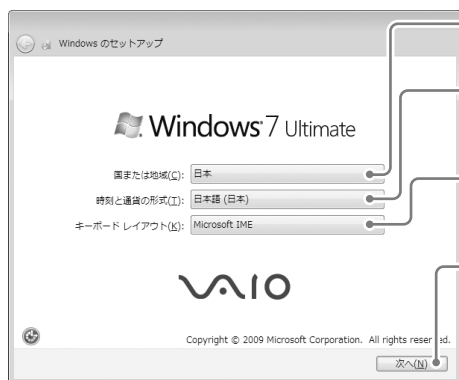 Windows のセットアップ
Windows 7 Ultimate
国または地域(C): 日本
時刻と通貨の形式(T): 日本語 (日本)
キーボード レイアウト(K): Microsoft IME
VAIO
Copyright © 2009 Microsoft Corporation. All rights reserved.
次へ(N)